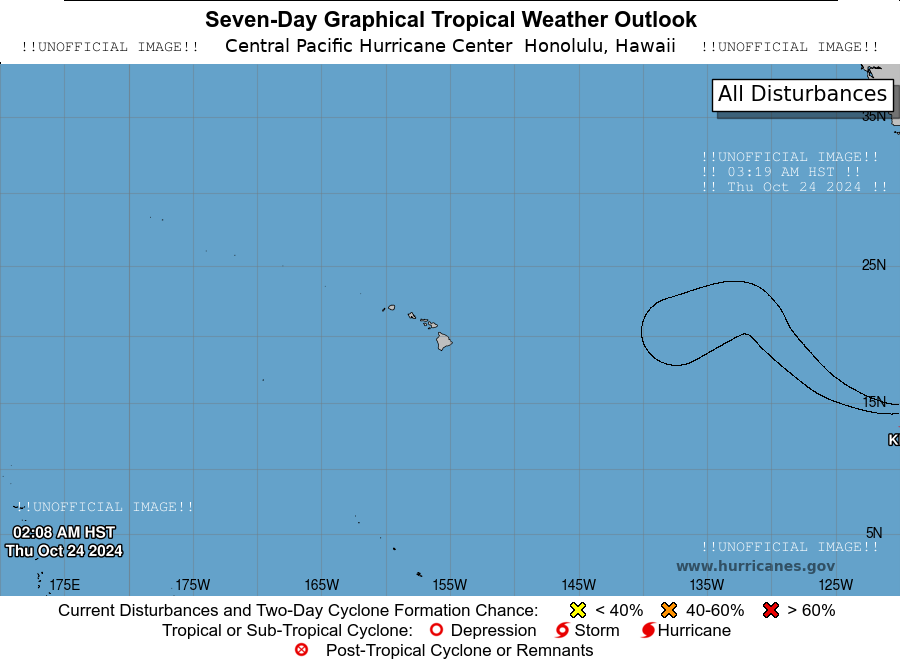 Seven-Day Graphical Tropical Weather Outlook
!!UNOFFICIAL IMAGE!! Central Pacific Hurricane Center Honolulu, Hawaii !!UNOFFICIAL IMAGE!!
All Disturbances
35N
!!UNOFFICIAL IMAGE!!
!! 03:19 AM HST !!
!! Thu Oct 24 2024 !!
25N
15N
K
!!UNOFFICIAL IMAGE!!
02:08 AM HST
Thu Oct 24 2024
5N
!!UNOFFICIAL IMAGE!!
www.hurricanes.gov
175E 175W 165W 155W 145W 135W 125W
Current Disturbances and Two-Day Cyclone Formation Chance: < 40% 40-60% > 60%
Tropical or Sub-Tropical Cyclone: Depression Storm Hurricane
Post-Tropical Cyclone or Remnants